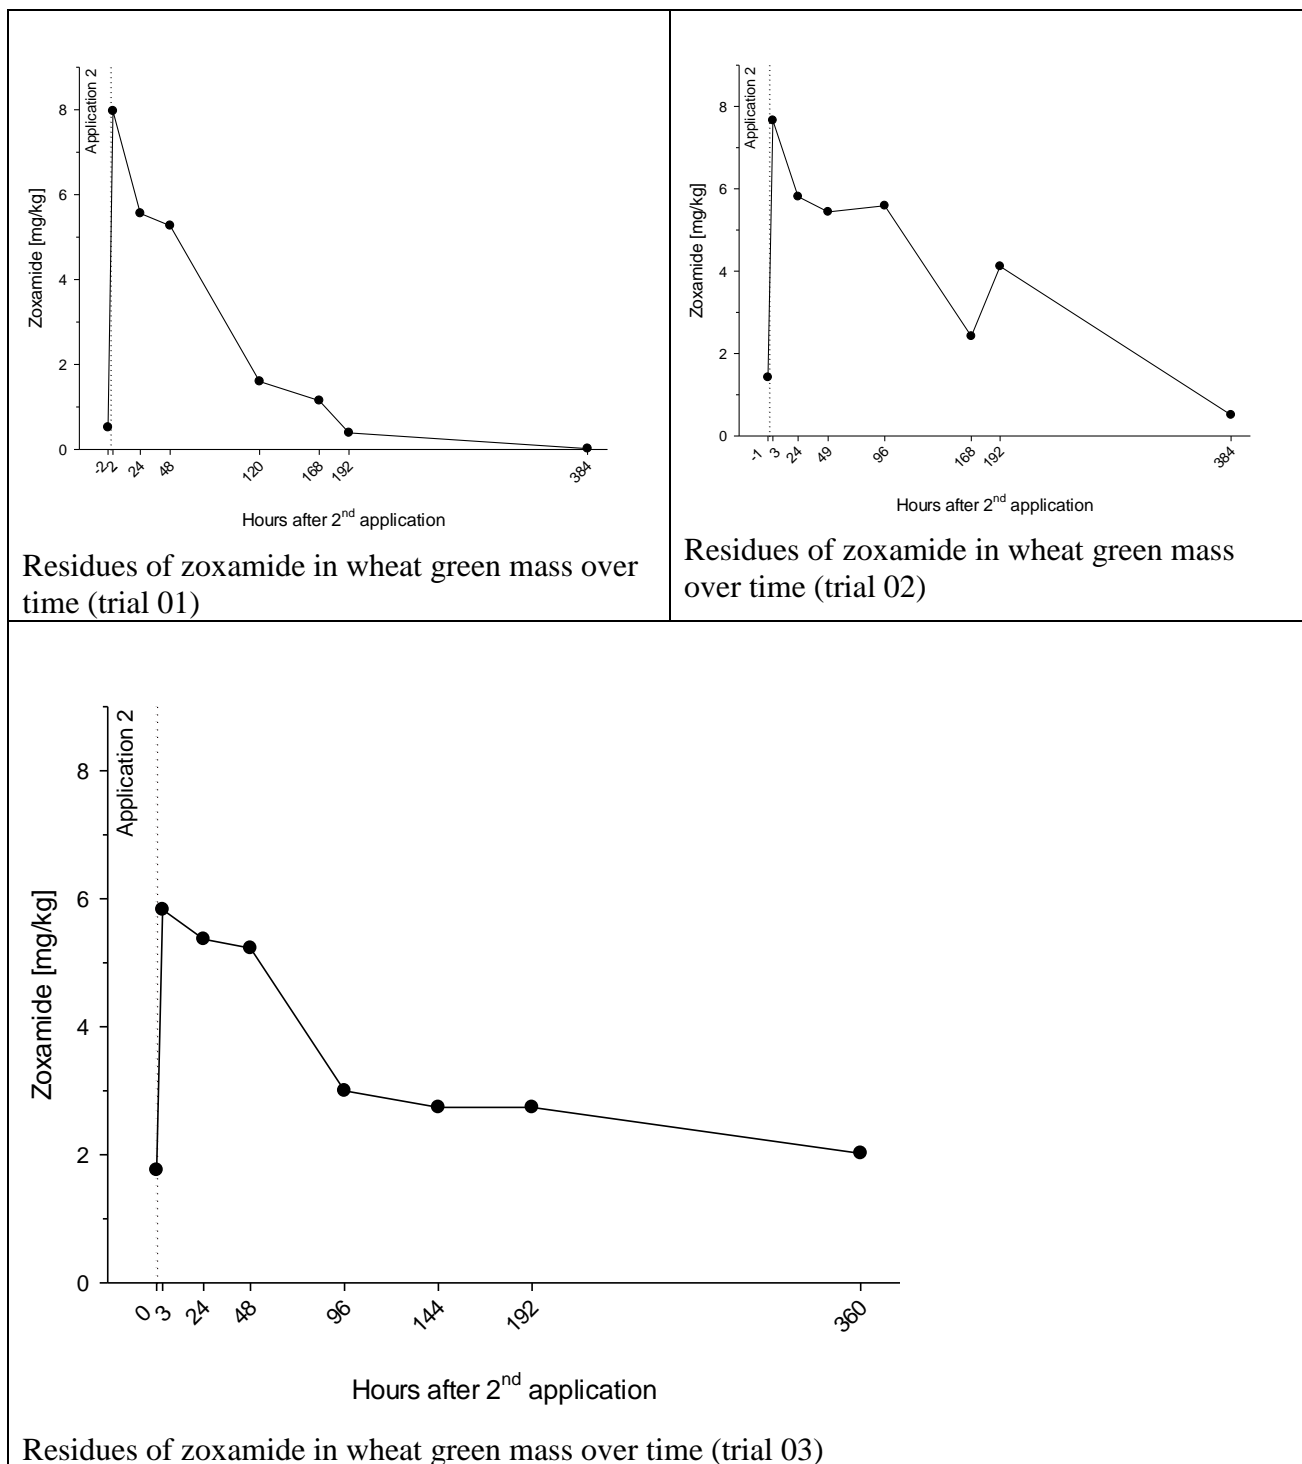 Application 2
8
6
4
2
0
Zoxamide [mg/kg]
-2
2
24
48
120
168
192
384
Hours after 2nd application
Residues of zoxamide in wheat green mass over
time (trial 01)
Application 2
8
6
4
2
0
Zoxamide [mg/kg]
-1
3
24
49
96
168
192
384
Hours after 2nd application
Residues of zoxamide in wheat green mass
over time (trial 02)
Application 2
8
6
4
2
0
Zoxamide [mg/kg]
0
3
24
48
96
144
192
360
Hours after 2nd application
Residues of zoxamide in wheat green mass over time (trial 03)